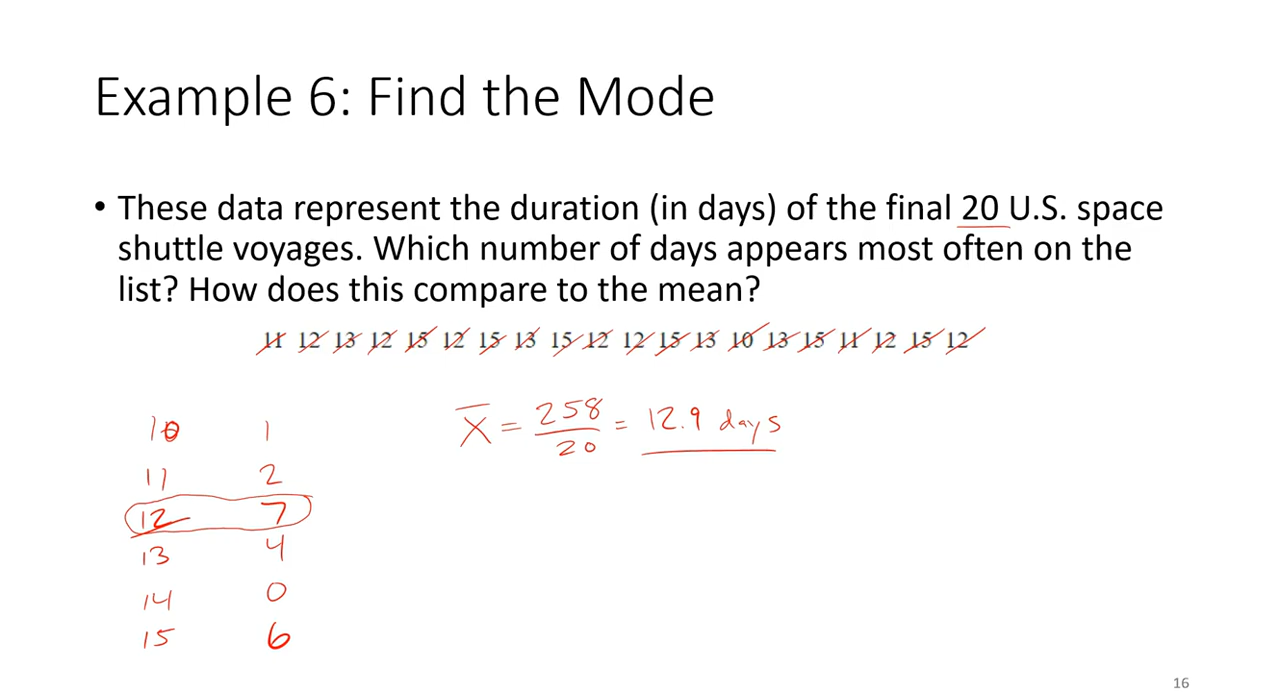 Example 6: Find the Mode
• These data represent the duration (in days) of the final 20 U.S. space
shuttle voyages. Which number of days appears most often on the
list? How does this compare to the mean?
11 12 13 12 15 12 15 13 15 12 12 15 13 10 13 15 11 12 15 12
10 1
11 2
12 7
13 4
14 0
15 6
X̅ = 258/20 = 12.9 days
16